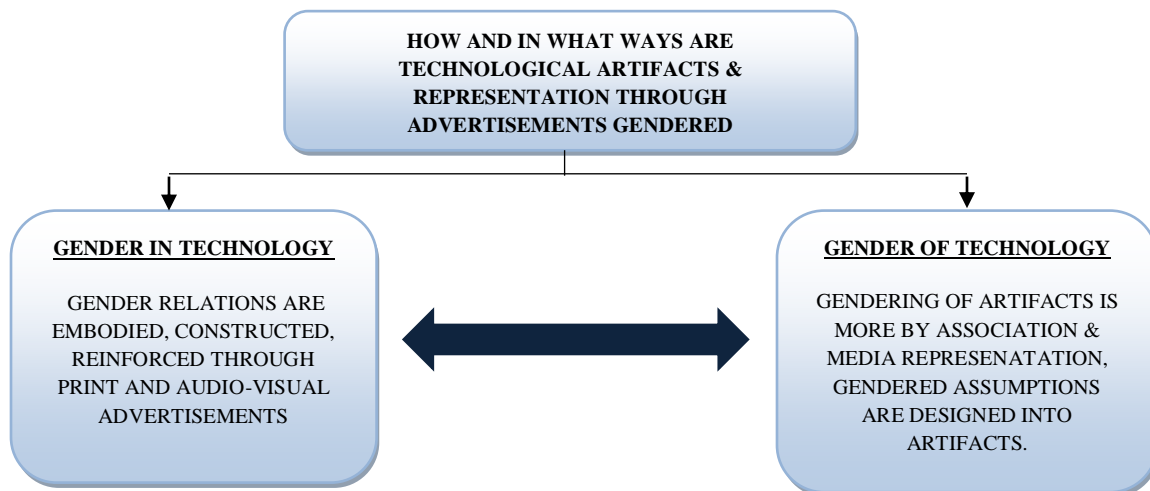 HOW AND IN WHAT WAYS ARE
TECHNOLOGICAL ARTIFACTS &
REPRESENTATION THROUGH
ADVERTISEMENTS GENDERED
GENDER IN TECHNOLOGY
GENDER RELATIONS ARE
EMBODIED, CONSTRUCTED,
REINFORCED THROUGH
PRINT AND AUDIO-VISUAL
ADVERTISEMENTS
GENDER OF TECHNOLOGY
GENDERING OF ARTIFACTS IS
MORE BY ASSOCIATION &
MEDIA REPRESENATATION,
GENDERED ASSUMPTIONS
ARE DESIGNED INTO
ARTIFACTS.